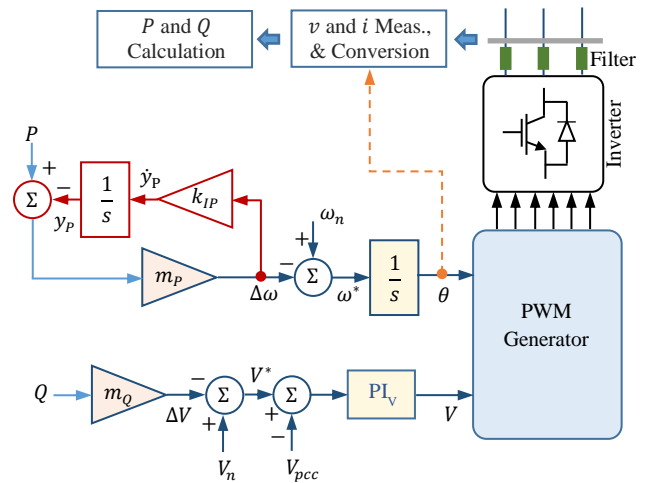 P and Q
Calculation
v and i Meas.,
& Conversion
Filter
Inverter
P
+
Σ
−
y_P
1/s
ẏ_P
k_IP
m_P
Δω
ω_n
+
−
Σ
ω*
1/s
θ
PWM
Generator
Q
m_Q
ΔV
−
+
Σ
V_n
V*
Σ
+
−
V_pcc
PI_V
V